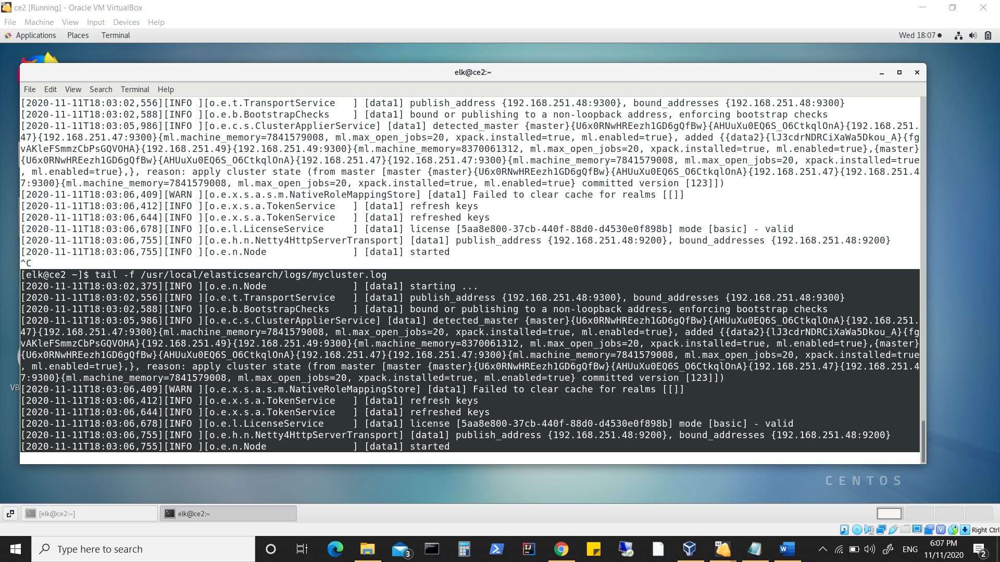 ce2 [Running] - Oracle VM VirtualBox
File Machine View Input Devices Help
Applications Places Terminal Wed 18:07
elk@ce2:~
File Edit View Search Terminal Help
[2020-11-11T18:03:02,556][INFO ][o.e.t.TransportService   ] [data1] publish_address {192.168.251.48:9300}, bound_addresses {192.168.251.48:9300}
[2020-11-11T18:03:02,588][INFO ][o.e.b.BootstrapChecks    ] [data1] bound or publishing to a non-loopback address, enforcing bootstrap checks
[2020-11-11T18:03:05,986][INFO ][o.e.c.s.ClusterApplierService] [data1] detected_master {master}{U6x0RNwHREezh1GD6gQfBw}{AHUuXu0EQ6S_O6CtkqlOnA}{192.168.251.
47}{192.168.251.47:9300}{ml.machine_memory=7841579008, ml.max_open_jobs=20, xpack.installed=true, ml.enabled=true}, added {{data2}{lJ3cdrNDRCiXaWa5Dkou_A}{fg
vAKleFSmmzCbPsGQVOHA}{192.168.251.49}{192.168.251.49:9300}{ml.machine_memory=8370061312, ml.max_open_jobs=20, xpack.installed=true, ml.enabled=true},{master}
{U6x0RNwHREezh1GD6gQfBw}{AHUuXu0EQ6S_O6CtkqlOnA}{192.168.251.47}{192.168.251.47:9300}{ml.machine_memory=7841579008, ml.max_open_jobs=20, xpack.installed=true
, ml.enabled=true},}, reason: apply cluster state (from master [master {master}{U6x0RNwHREezh1GD6gQfBw}{AHUuXu0EQ6S_O6CtkqlOnA}{192.168.251.47}{192.168.251.4
7:9300}{ml.machine_memory=7841579008, ml.max_open_jobs=20, xpack.installed=true, ml.enabled=true} committed version [123]])
[2020-11-11T18:03:06,409][WARN ][o.e.x.s.a.s.m.NativeRoleMappingStore] [data1] Failed to clear cache for realms [[]]
[2020-11-11T18:03:06,412][INFO ][o.e.x.s.a.TokenService   ] [data1] refresh keys
[2020-11-11T18:03:06,644][INFO ][o.e.x.s.a.TokenService   ] [data1] refreshed keys
[2020-11-11T18:03:06,678][INFO ][o.e.l.LicenseService     ] [data1] license [5aa8e800-37cb-440f-88d0-d4530e0f898b] mode [basic] - valid
[2020-11-11T18:03:06,755][INFO ][o.e.h.n.Netty4HttpServerTransport] [data1] publish_address {192.168.251.48:9200}, bound_addresses {192.168.251.48:9200}
[2020-11-11T18:03:06,755][INFO ][o.e.n.Node               ] [data1] started
^C
[elk@ce2 ~]$ tail -f /usr/local/elasticsearch/logs/mycluster.log
[2020-11-11T18:03:02,375][INFO ][o.e.n.Node               ] [data1] starting ...
[2020-11-11T18:03:02,556][INFO ][o.e.t.TransportService   ] [data1] publish_address {192.168.251.48:9300}, bound_addresses {192.168.251.48:9300}
[2020-11-11T18:03:02,588][INFO ][o.e.b.BootstrapChecks    ] [data1] bound or publishing to a non-loopback address, enforcing bootstrap checks
[2020-11-11T18:03:05,986][INFO ][o.e.c.s.ClusterApplierService] [data1] detected_master {master}{U6x0RNwHREezh1GD6gQfBw}{AHUuXu0EQ6S_O6CtkqlOnA}{192.168.251.
47}{192.168.251.47:9300}{ml.machine_memory=7841579008, ml.max_open_jobs=20, xpack.installed=true, ml.enabled=true}, added {{data2}{lJ3cdrNDRCiXaWa5Dkou_A}{fg
vAKleFSmmzCbPsGQVOHA}{192.168.251.49}{192.168.251.49:9300}{ml.machine_memory=8370061312, ml.max_open_jobs=20, xpack.installed=true, ml.enabled=true},{master}
{U6x0RNwHREezh1GD6gQfBw}{AHUuXu0EQ6S_O6CtkqlOnA}{192.168.251.47}{192.168.251.47:9300}{ml.machine_memory=7841579008, ml.max_open_jobs=20, xpack.installed=true
, ml.enabled=true},}, reason: apply cluster state (from master [master {master}{U6x0RNwHREezh1GD6gQfBw}{AHUuXu0EQ6S_O6CtkqlOnA}{192.168.251.47}{192.168.251.4
7:9300}{ml.machine_memory=7841579008, ml.max_open_jobs=20, xpack.installed=true, ml.enabled=true} committed version [123]])
VB
[2020-11-11T18:03:06,409][WARN ][o.e.x.s.a.s.m.NativeRoleMappingStore] [data1] Failed to clear cache for realms [[]]
[2020-11-11T18:03:06,412][INFO ][o.e.x.s.a.TokenService   ] [data1] refresh keys
[2020-11-11T18:03:06,644][INFO ][o.e.x.s.a.TokenService   ] [data1] refreshed keys
[2020-11-11T18:03:06,678][INFO ][o.e.l.LicenseService     ] [data1] license [5aa8e800-37cb-440f-88d0-d4530e0f898b] mode [basic] - valid
[2020-11-11T18:03:06,755][INFO ][o.e.h.n.Netty4HttpServerTransport] [data1] publish_address {192.168.251.48:9200}, bound_addresses {192.168.251.48:9200}
[2020-11-11T18:03:06,755][INFO ][o.e.n.Node               ] [data1] started
CENTOS
[elk@ce2:~] elk@ce2:~
Right Ctrl
Type here to search
3
ENG
6:07 PM
11/11/2020
2